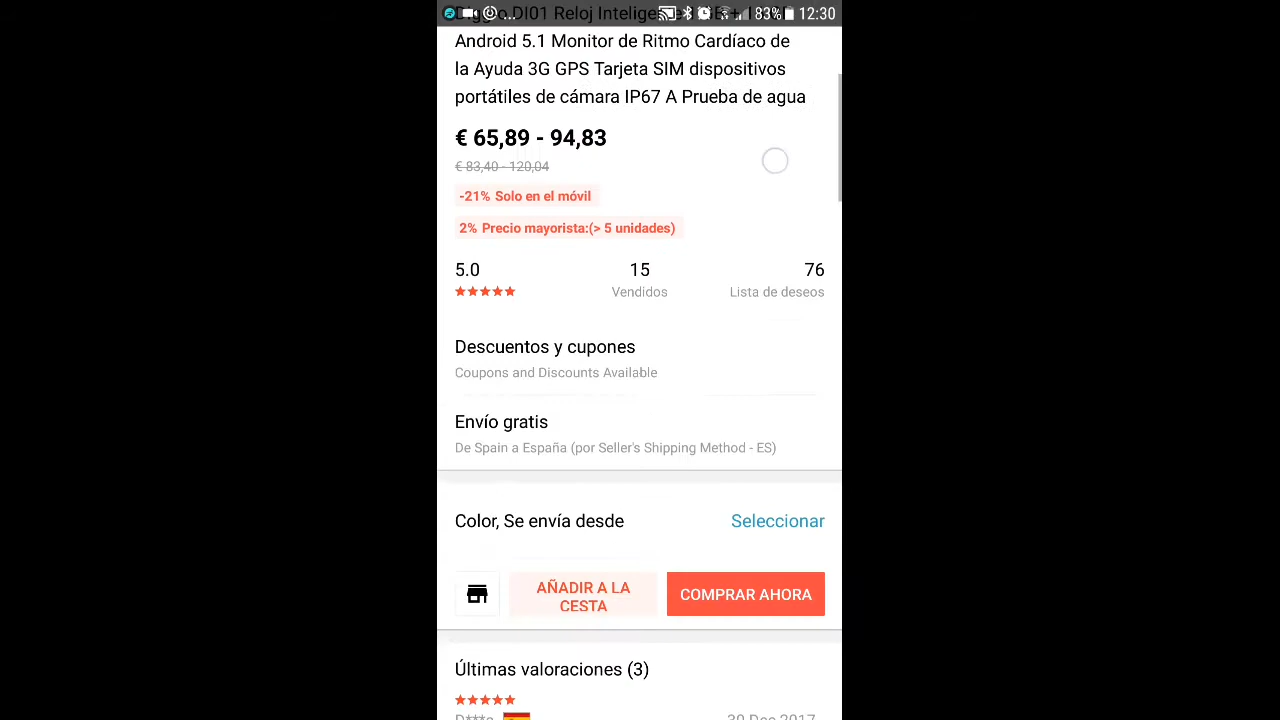 ... 83% 12:30
DI01 Reloj
Android 5.1 Monitor de Ritmo Cardíaco de
la Ayuda 3G GPS Tarjeta SIM dispositivos
portátiles de cámara IP67 A Prueba de agua
€ 65,89 - 94,83
€ 83,40 - 120,04
-21% Solo en el móvil
2% Precio mayorista:(> 5 unidades)
5.0 15 76
Vendidos Lista de deseos
Descuentos y cupones
Coupons and Discounts Available
Envío gratis
De Spain a España (por Seller's Shipping Method - ES)
Color, Se envía desde Seleccionar
AÑADIR A LA
CESTA
COMPRAR AHORA
Últimas valoraciones (3)
30 Dec 2017